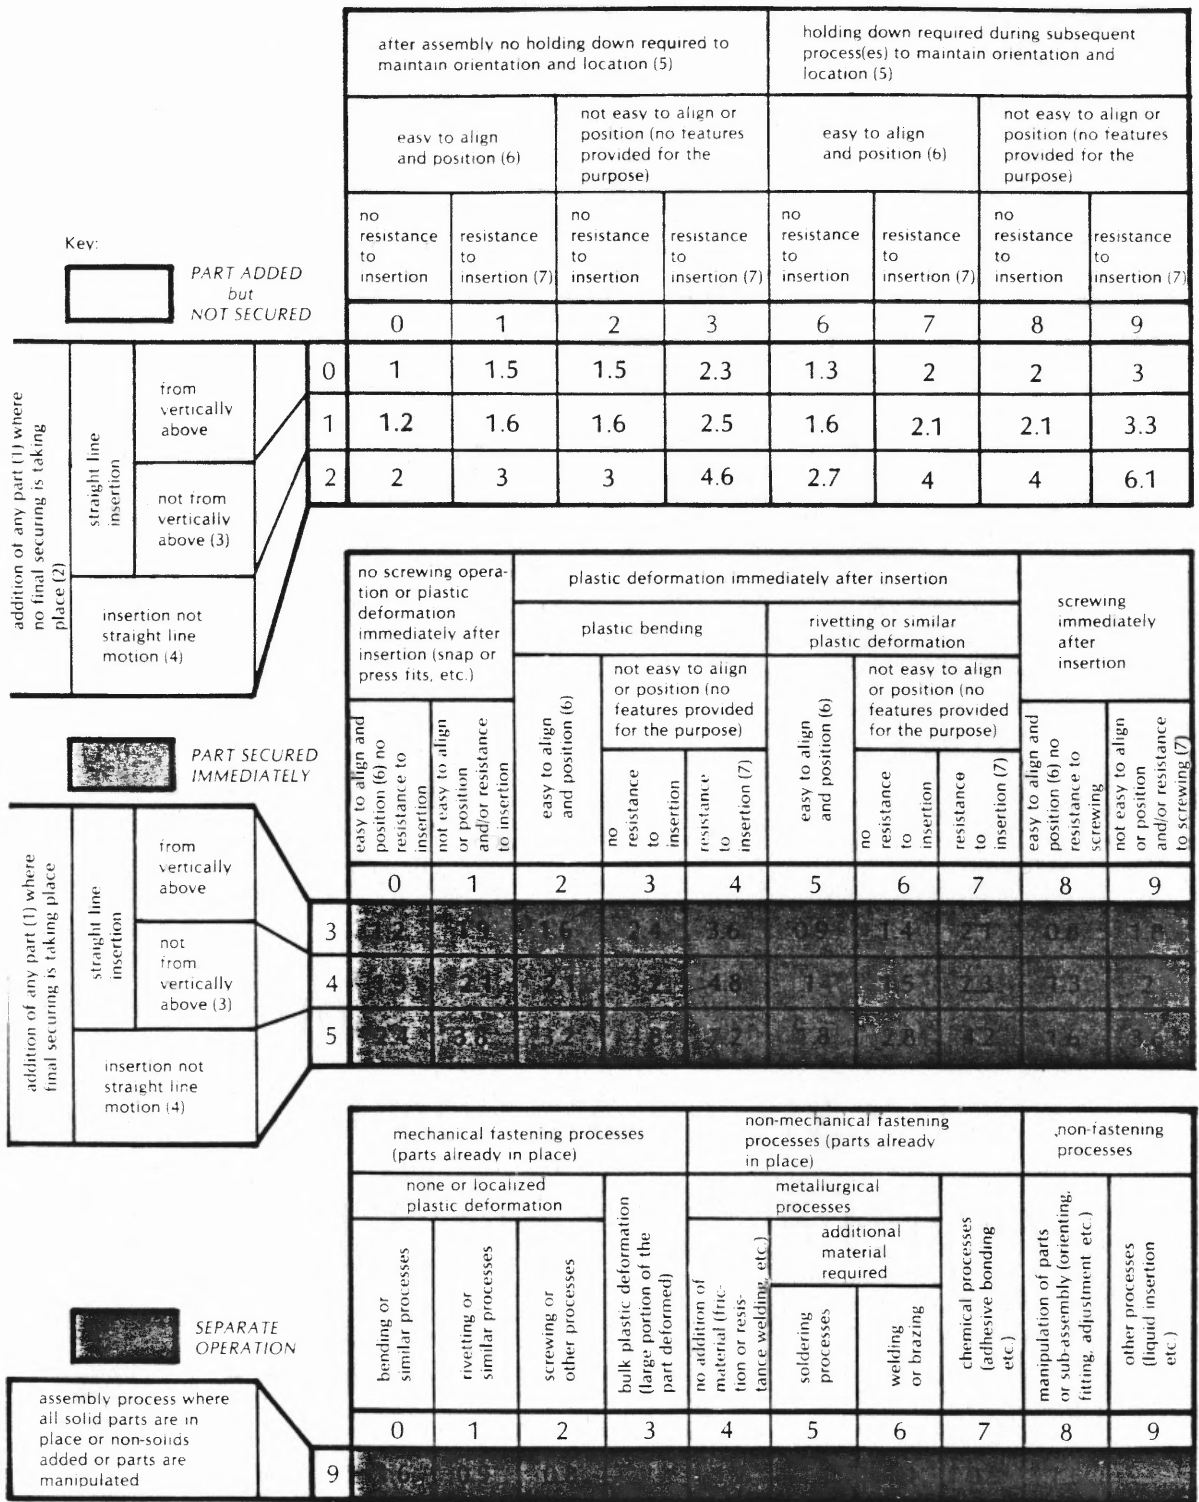 after assembly no holding down required to
maintain orientation and location (5)
holding down required during subsequent
process(es) to maintain orientation and
location (5)
easy to align
and position (6)
not easy to align or
position (no features
provided for the
purpose)
easy to align
and position (6)
not easy to align or
position (no features
provided for the
purpose)
Key:
PART ADDED
but
NOT SECURED
no
resistance
to
insertion
resistance
to
insertion (7)
no
resistance
to
insertion
resistance
to
insertion (7)
no
resistance
to
insertion
resistance
to
insertion (7)
no
resistance
to
insertion
resistance
to
insertion (7)
0 1 2 3 6 7 8 9
addition of any part (1) where
no final securing is taking
place (2)
straight line
insertion
from
vertically
above
not from
vertically
above (3)
insertion not
straight line
motion (4)
0 1 1.5 1.5 2.3 1.3 2 2 3
1 1.2 1.6 1.6 2.5 1.6 2.1 2.1 3.3
2 2 3 3 4.6 2.7 4 4 6.1
no screwing opera-
tion or plastic
deformation
immediately after
insertion (snap or
press fits, etc.)
plastic deformation immediately after insertion
plastic bending
rivetting or similar
plastic deformation
screwing
immediately
after
insertion
not easy to align
or position (no
features provided
for the purpose)
not easy to align
or position (no
features provided
for the purpose)
PART SECURED
IMMEDIATELY
easy to align and
position (6) no
resistance to
insertion
not easy to align
or position
and/or resistance
to insertion
easy to align
and position (6)
no
resistance
to
insertion
resistance
to
insertion (7)
easy to align
and position (6)
no
resistance
to
insertion
resistance
to
insertion (7)
easy to align and
position (6) no
resistance to
screwing
not easy to align
or position
and/or resistance
to screwing (7)
0 1 2 3 4 5 6 7 8 9
addition of any part (1) where
final securing is taking place
straight line
insertion
from
vertically
above
not
from
vertically
above (3)
insertion not
straight line
motion (4)
3 1.2
4 2.1 2.3 1.3 2
5 3.8 3.2
mechanical fastening processes
(parts already in place)
non-mechanical fastening
processes (parts already
in place)
non-fastening
processes
none or localized
plastic deformation
metallurgical
processes
additional
material
required
SEPARATE
OPERATION
bending or
similar processes
rivetting or
similar processes
screwing or
other processes
bulk plastic deformation
(large portion of the
part deformed)
no addition of
material (fric-
tion or resis-
tance welding, etc.)
soldering
processes
welding
or brazing
chemical processes
(adhesive bonding
etc.)
manipulation of parts
or sub-assembly (orienting,
fitting, adjustment etc.)
other processes
(liquid insertion
etc.)
0 1 2 3 4 5 6 7 8 9
assembly process where
all solid parts are in
place or non-solids
added or parts are
manipulated
9